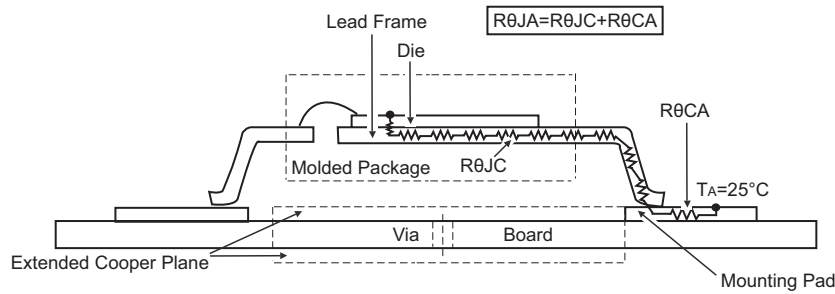 RθJA=RθJC+RθCA
Lead Frame
Die
RθCA
Molded Package
RθJC
TA=25°C
Via
Board
Extended Cooper Plane
Mounting Pad